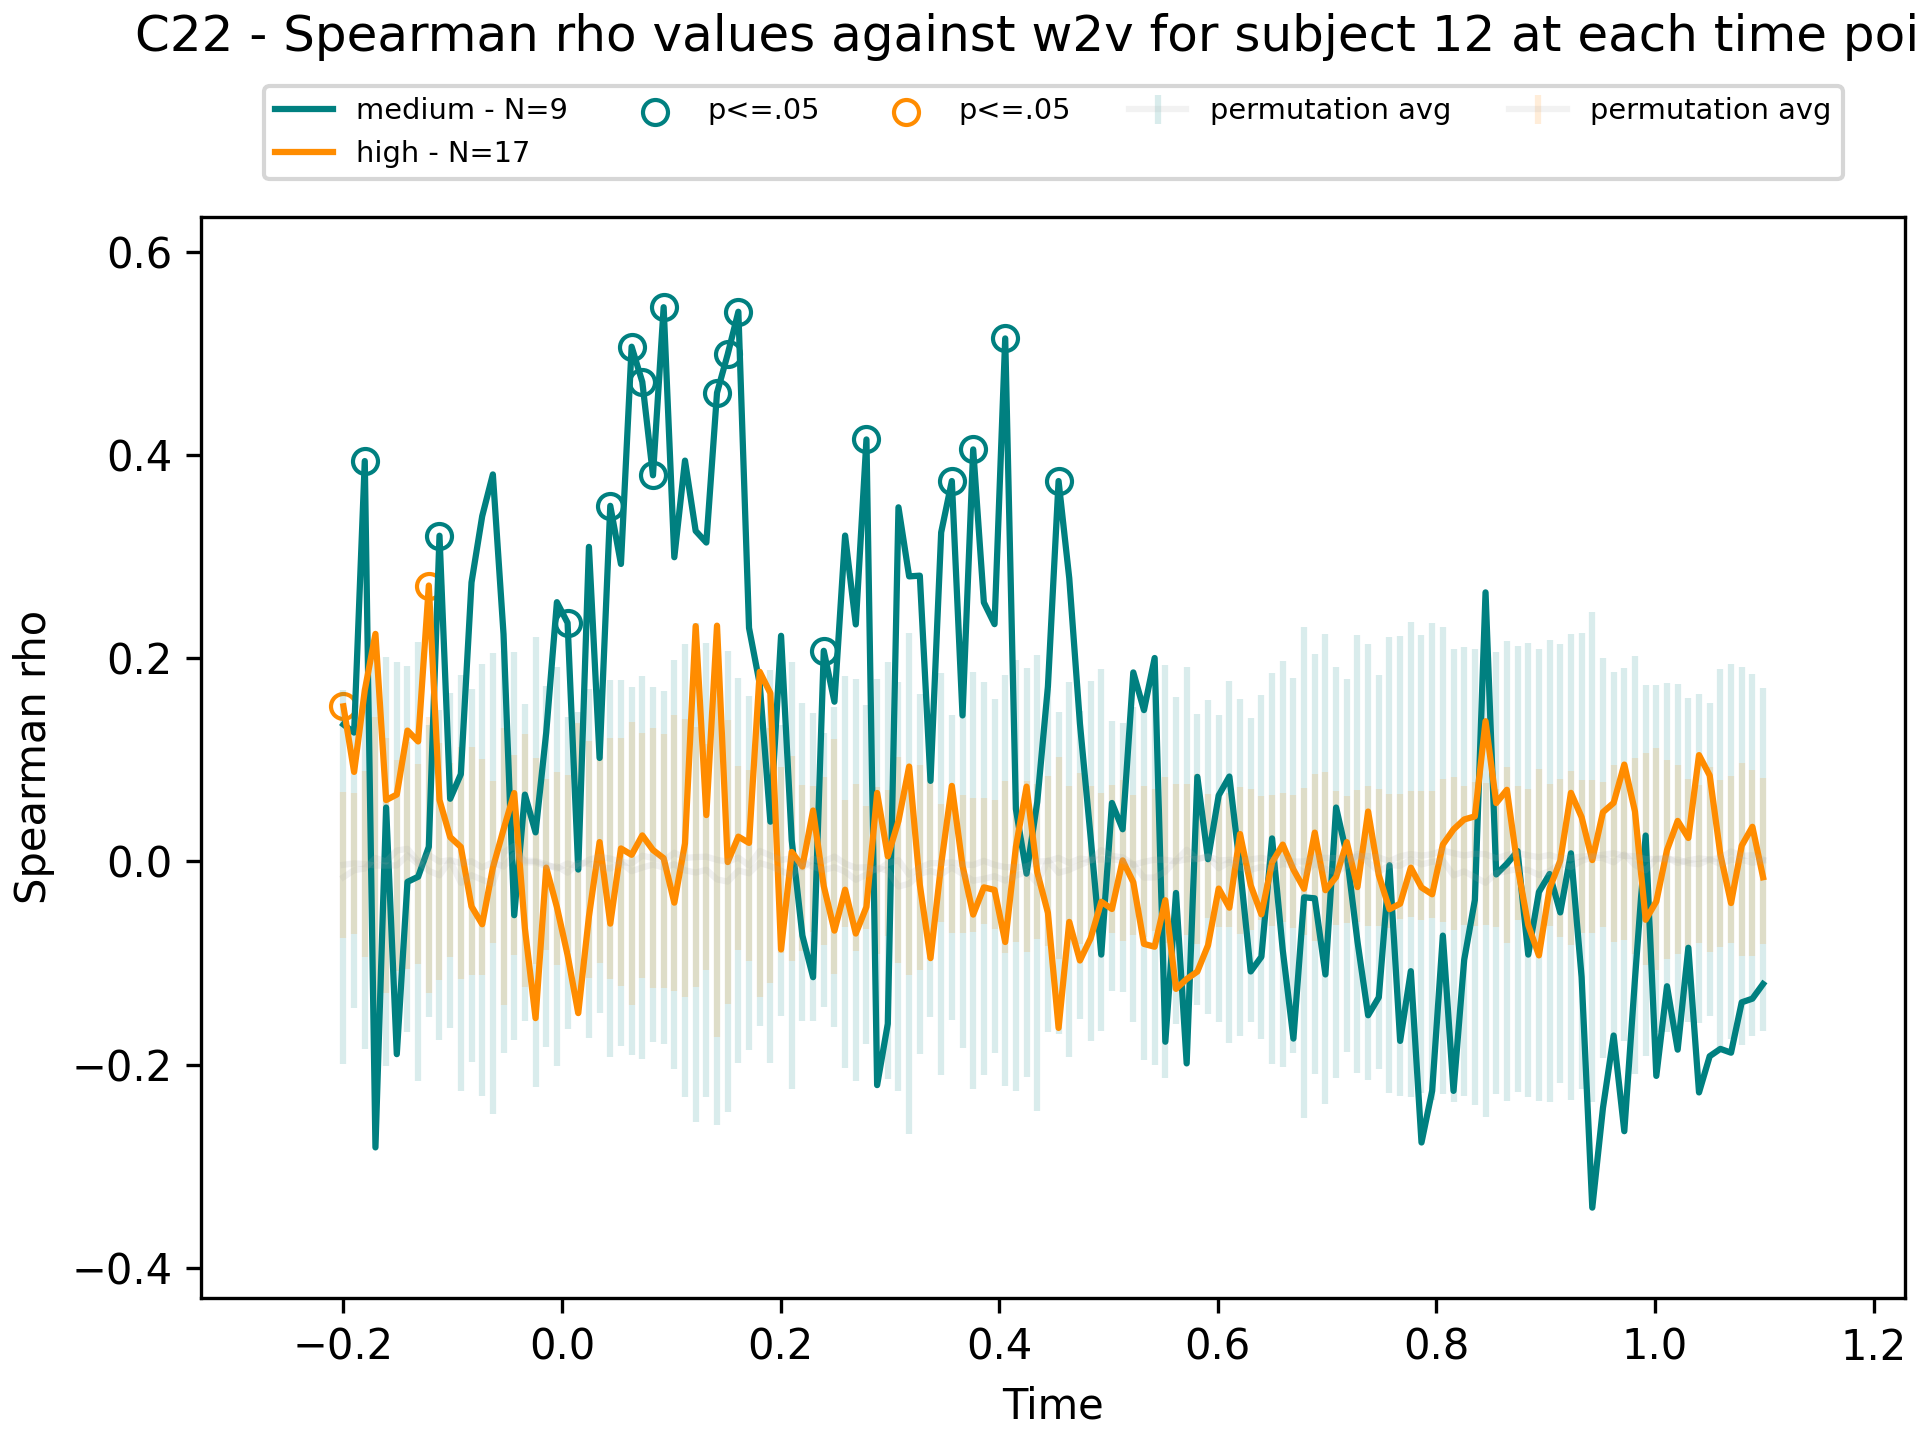 C22 - Spearman rho values against w2v for subject 12 at each time poi
medium - N=9
high - N=17
p<=.05
p<=.05
permutation avg
permutation avg
Spearman rho
0.6
0.4
0.2
0.0
−0.2
−0.4
−0.2 0.0 0.2 0.4 0.6 0.8 1.0 1.2
Time